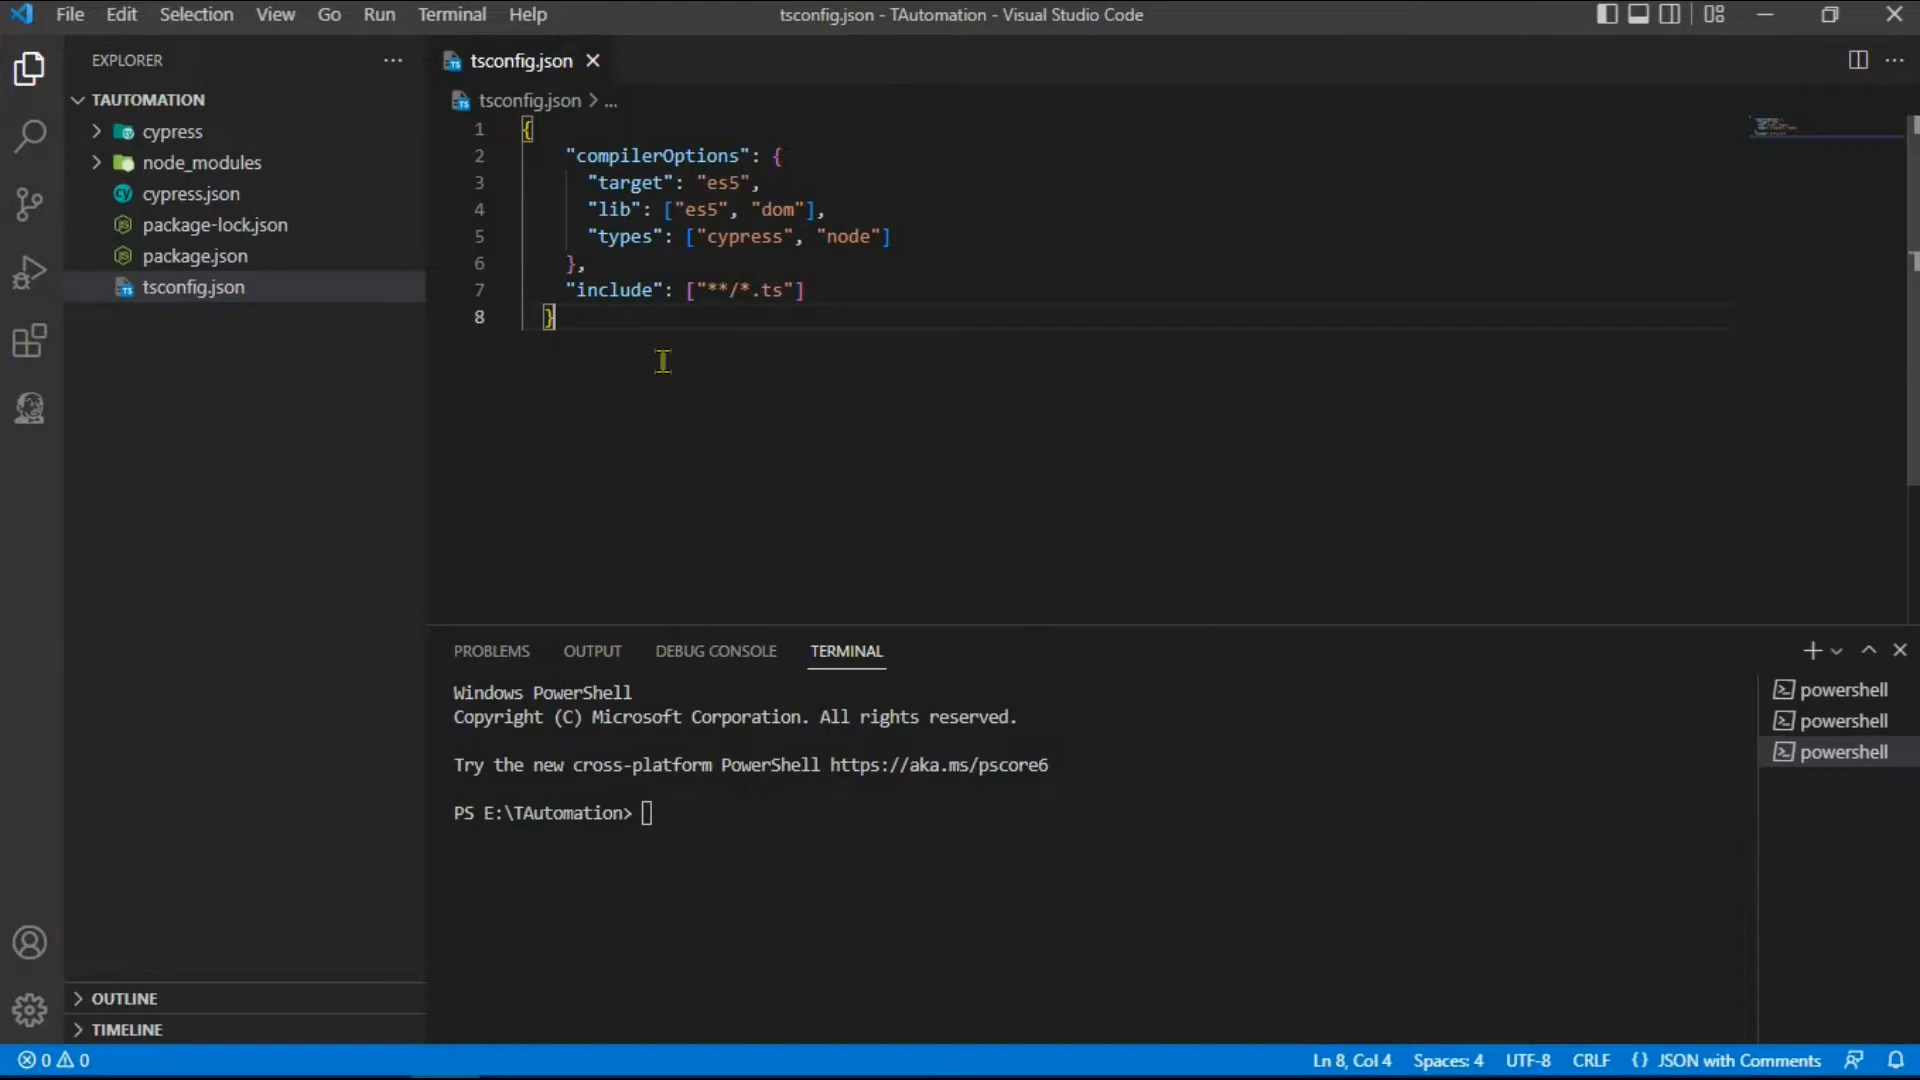 File Edit Selection View Go Run Terminal Help
tsconfig.json - TAutomation - Visual Studio Code
EXPLORER
TAUTOMATION
cypress
node_modules
cypress.json
package-lock.json
package.json
tsconfig.json
OUTLINE
TIMELINE
tsconfig.json
tsconfig.json > ...
1 {
2 "compilerOptions": {
3 "target": "es5",
4 "lib": ["es5", "dom"],
5 "types": ["cypress", "node"]
6 },
7 "include": ["**/*.ts"]
8 }
PROBLEMS OUTPUT DEBUG CONSOLE TERMINAL
Windows PowerShell
Copyright (C) Microsoft Corporation. All rights reserved.
Try the new cross-platform PowerShell https://aka.ms/pscore6
PS E:\TAutomation>
powershell
powershell
powershell
0 0
Ln 8, Col 4 Spaces: 4 UTF-8 CRLF {} JSON with Comments